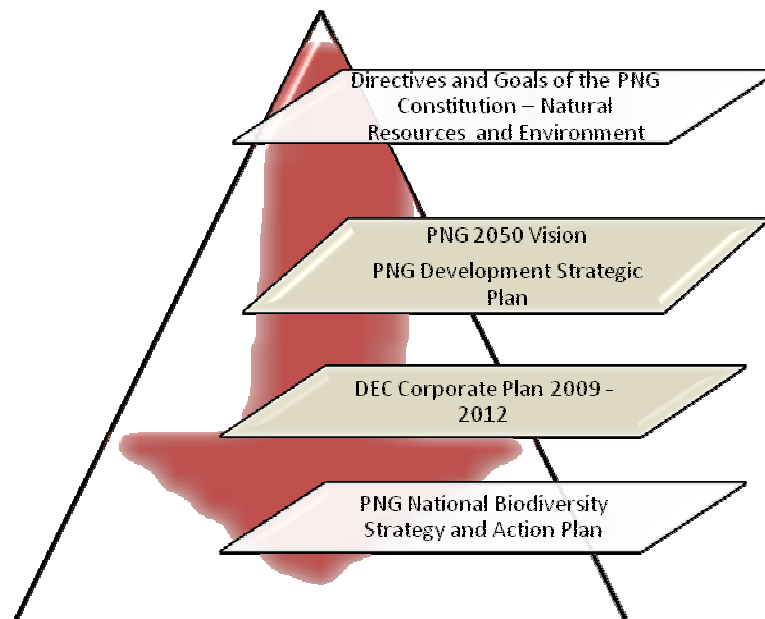 Directives and Goals of the PNG
Constitution – Natural
Resources and Environment
PNG 2050 Vision
PNG Development Strategic
Plan
DEC Corporate Plan 2009 -
2012
PNG National Biodiversity
Strategy and Action Plan